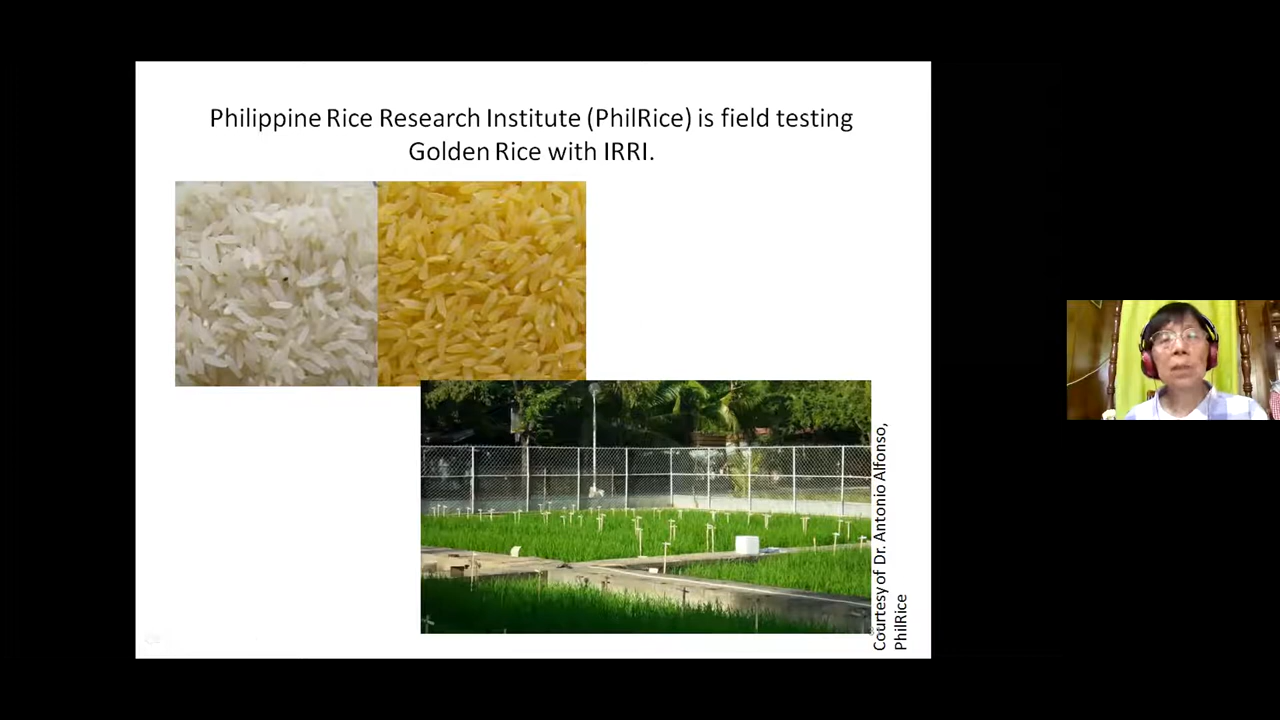 Philippine Rice Research Institute (PhilRice) is field testing
Golden Rice with IRRI.
Courtesy of Dr. Antonio Alfonso,
PhilRice